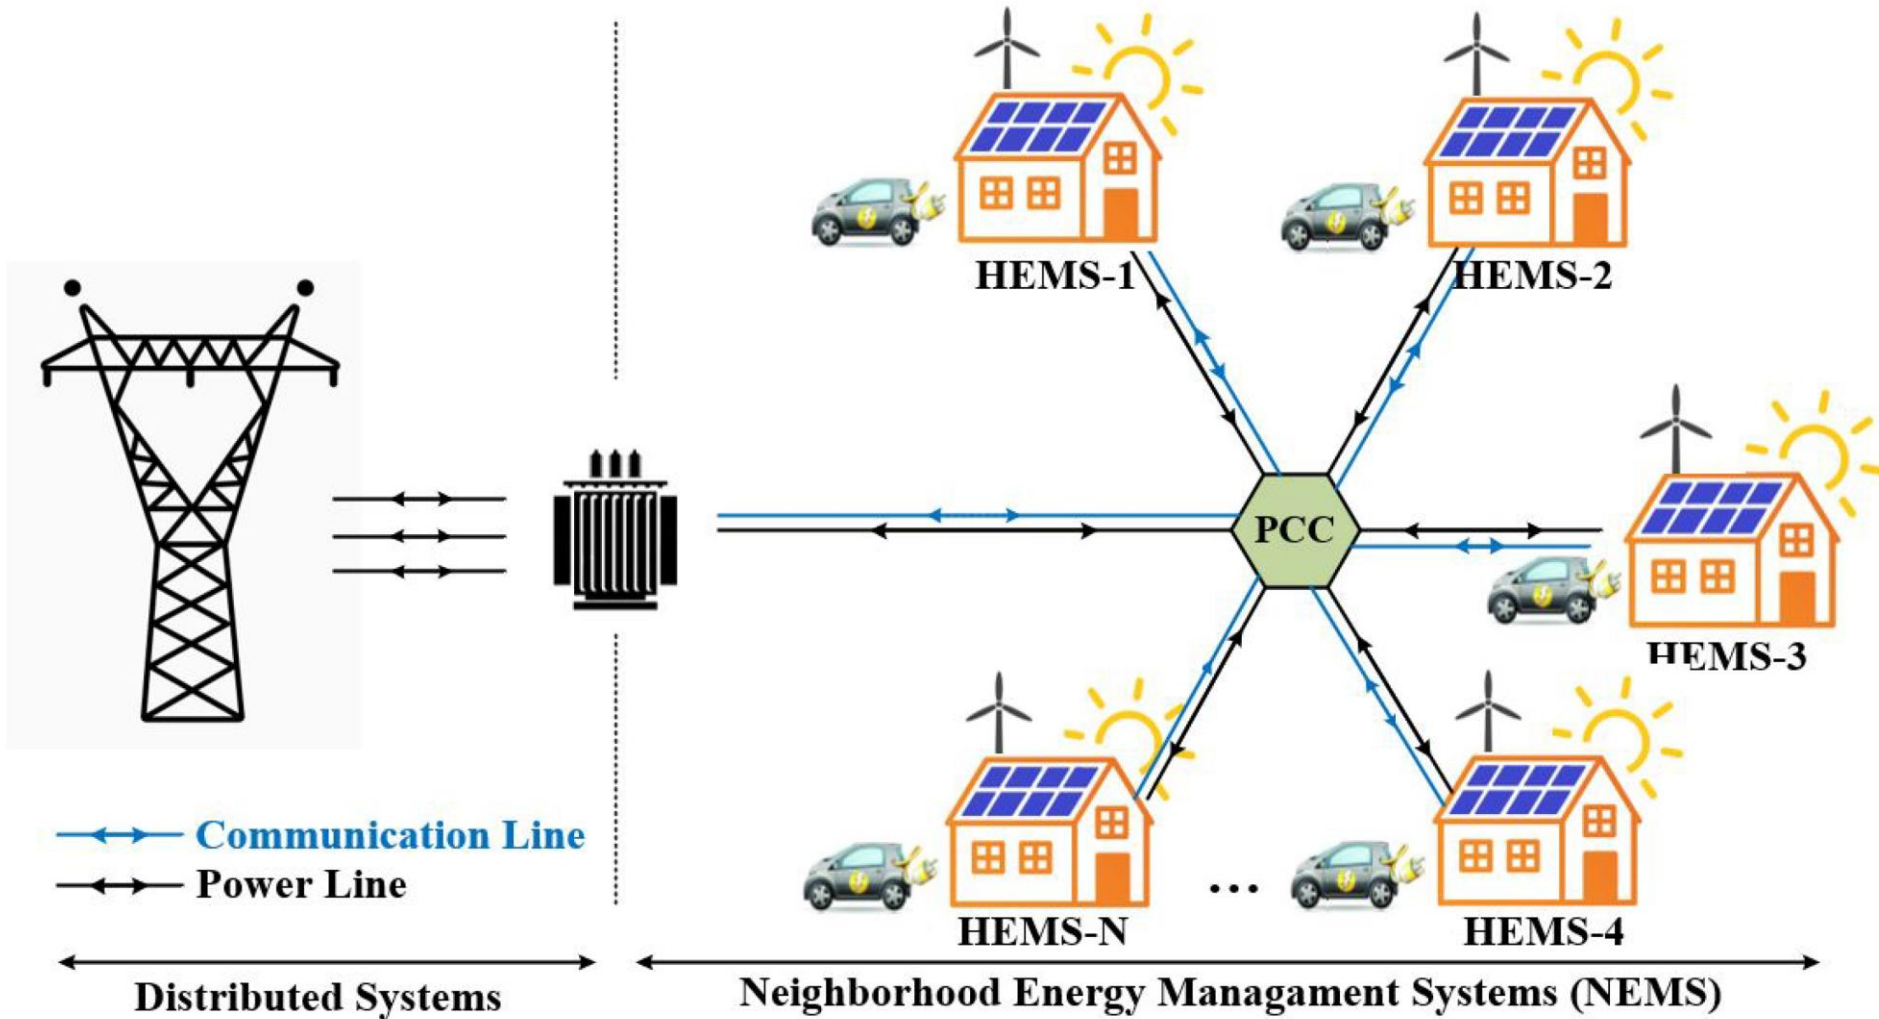 HEMS-1
HEMS-2
PCC
HEMS-3
Communication Line
Power Line
...
HEMS-N
HEMS-4
Distributed Systems
Neighborhood Energy Managament Systems (NEMS)